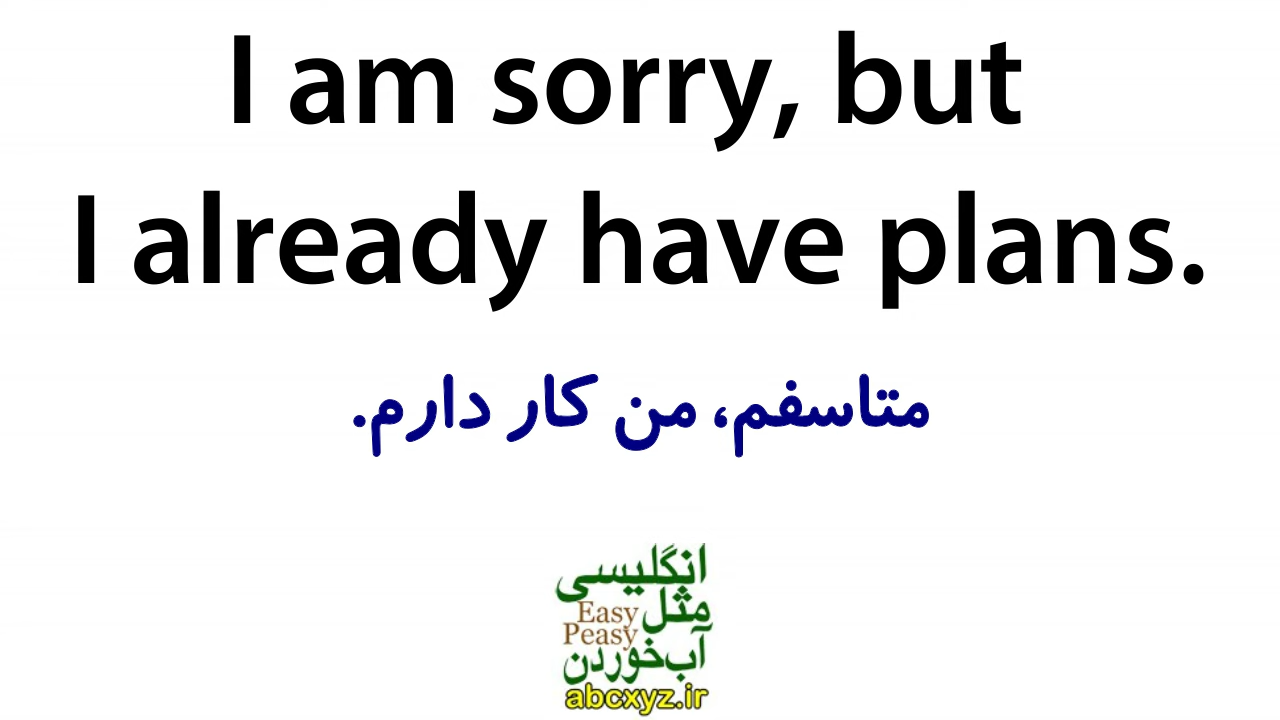 I am sorry, but
I already have plans.
متاسفم، من کار دارم.
انگلیسی
مثل
Easy
Peasy
آب‌خوردن
abcxyz.ir